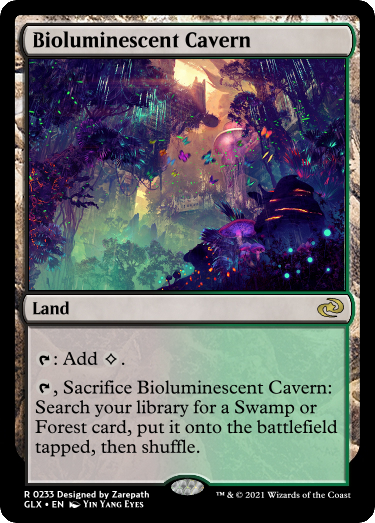 Bioluminescent Cavern
Land
: Add .
, Sacrifice Bioluminescent Cavern:
Search your library for a Swamp or
Forest card, put it onto the battlefield
tapped, then shuffle.
R 0233 Designed by Zarepath
GLX • EN Yin Yang Eyes
™ & © 2021 Wizards of the Coast